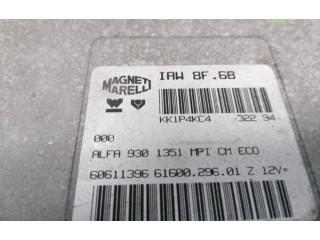 MAGNETI
MARELLI
IAW 8F.6B
KK1P4KC4 322 94
000
ALFA 930 1351 MPI CM ECO
60611396 61600.296.01 Z 12V=